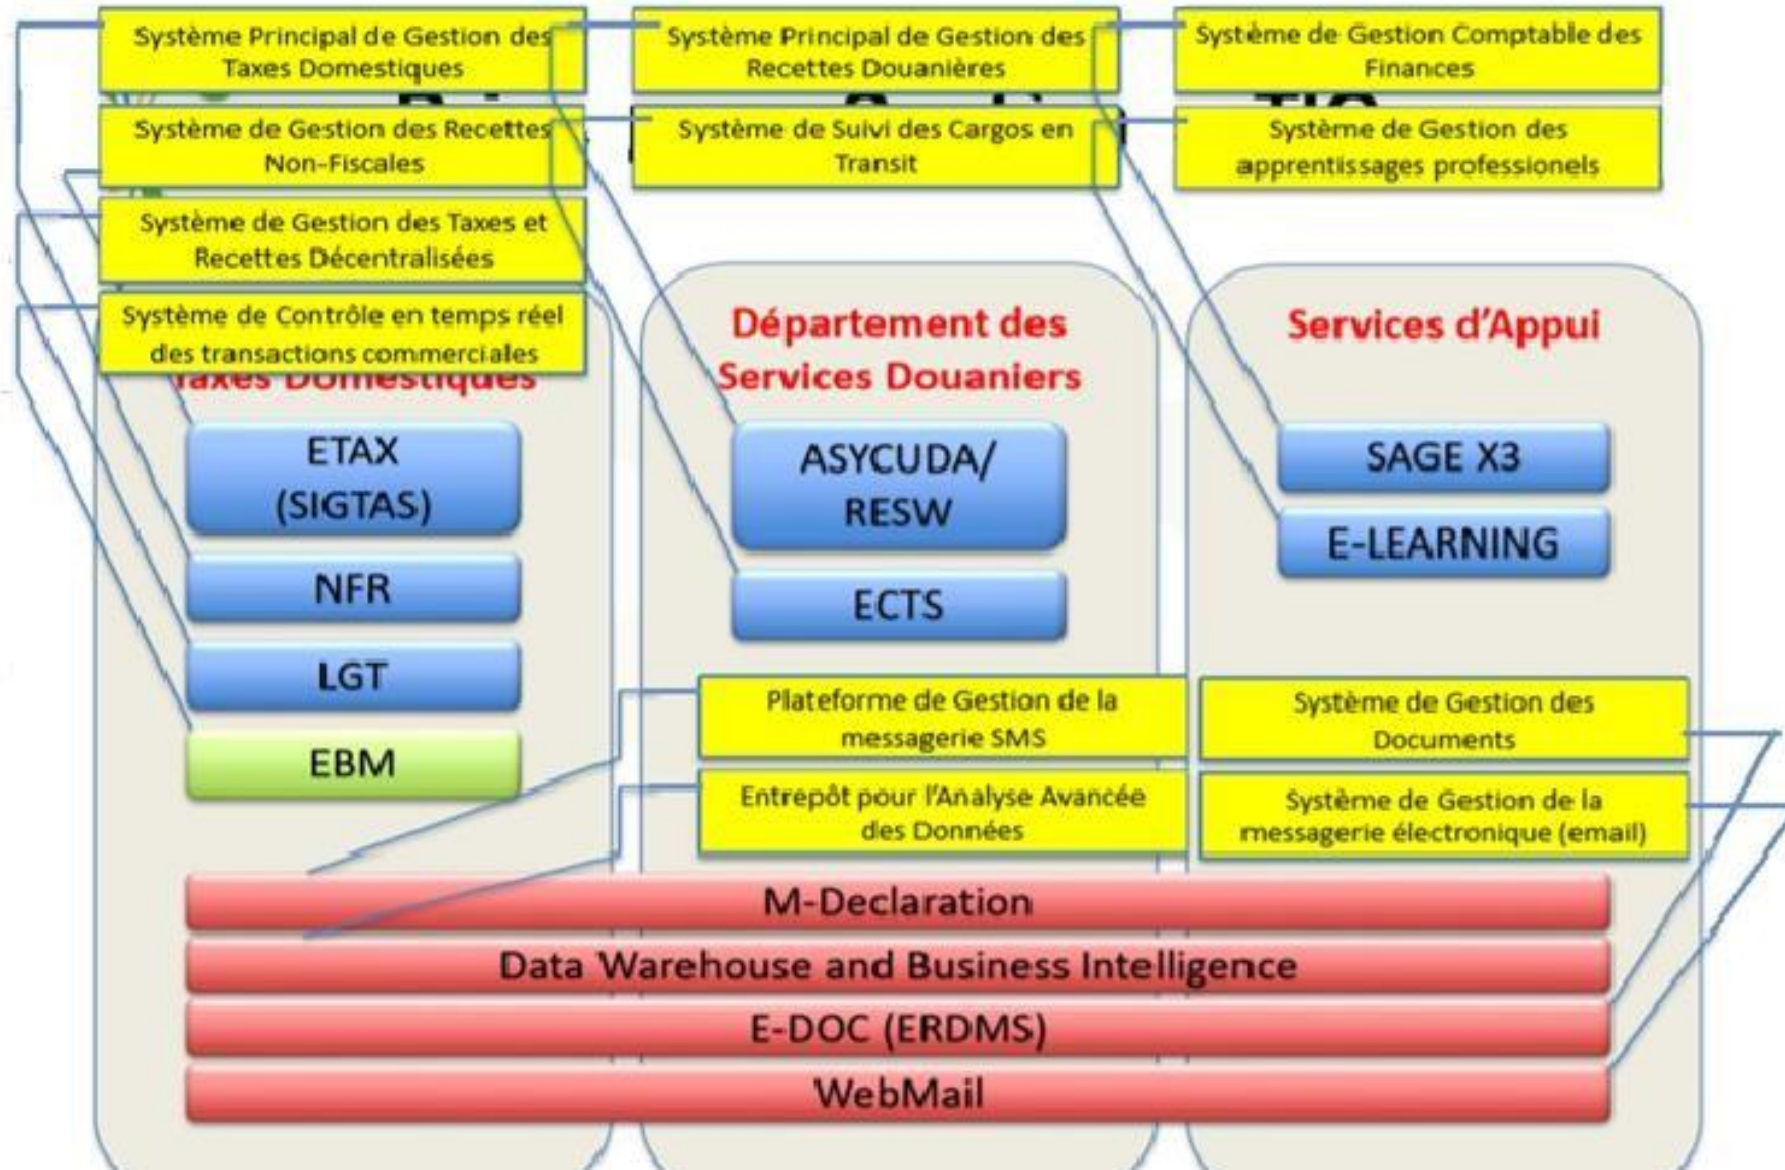 Système Principal de Gestion des
Taxes Domestiques
Système Principal de Gestion des
Recettes Douanières
Système de Gestion Comptable des
Finances
Système de Gestion des Recettes
Non-Fiscales
Système de Suivi des Cargos en
Transit
Système de Gestion des
apprentissages professionels
Système de Gestion des Taxes et
Recettes Décentralisées
Système de Contrôle en temps réel
des transactions commerciales
Taxes Domestiques
Département des
Services Douaniers
Services d'Appui
ETAX
(SIGTAS)
NFR
LGT
EBM
ASYCUDA/
RESW
ECTS
SAGE X3
E-LEARNING
Plateforme de Gestion de la
messagerie SMS
Système de Gestion des
Documents
Entrepôt pour l'Analyse Avancée
des Données
Système de Gestion de la
messagerie électronique (email)
M-Declaration
Data Warehouse and Business Intelligence
E-DOC (ERDMS)
WebMail